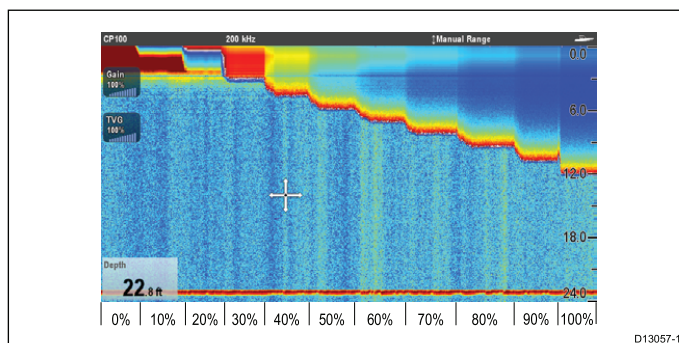 CP100 200 kHz Manual Range
0.0
Gain
100%
6.0
TVG
100%
12.0
18.0
Depth
22.8 ft
24.0
0% 10% 20% 30% 40% 50% 60% 70% 80% 90% 100%
D13057-1